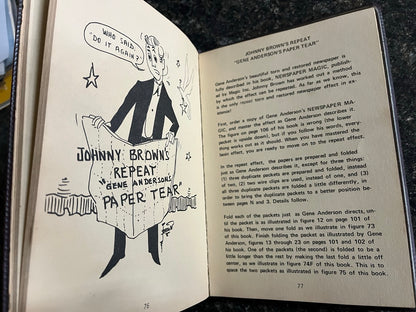 WHO SAID
"DO IT AGAIN"?
JOHNNY BROWN'S
REPEAT
"GENE ANDERSON'S
PAPER TEAR"
76
JOHNNY BROWN'S REPEAT
"GENE ANDERSON'S PAPER TEAR"
Gene Anderson's beautiful torn and restored newspaper is
fully described in his book, NEWSPAPER MAGIC, publish-
ed by Magic Inc. Johnny Brown has worked out a method
by which the effect can be repeated. As far as we know, this
is the only repeat torn and restored newspaper effect in ex-
istence!
First, order a copy of Gene Anderson's NEWSPAPER MA-
GIC, and master the effect as Gene Anderson describes it.
The figure on page 106 of his book is wrong (the lower
packet is upside down), but if you follow his words, every-
thing works out as it should. When you have mastered the
basic effect, you are ready to move on to the repeat effect.
In the repeat effect, the papers are prepared and folded
just as Gene Anderson describes it, except for three things:
(1) three duplicate packets are prepared and folded, instead
of two, (2) two wire clips are used, instead of one, and (3)
all three duplicate packets are folded a little differently, in
order to bring the duplicate packets to a better position be-
tween pages N and 3. Details follow.
Fold each of the packets just as Gene Anderson directs, un-
til the packet is as illustrated in figure 12 on page 101 of
his book. Then, move one fold as we illustrate in figure 73
of this book. Finish folding the packet as illustrated by Gene
Anderson, figures 13 through 23 on pages 101 and 102 of
his book. One of the packets (the second) is folded to be a
little longer than the rest by making the last fold a little off
center, as we illustrate in figure 74# of this book. This is to
space the two packets as illustrated in figure 75 of this book.
77